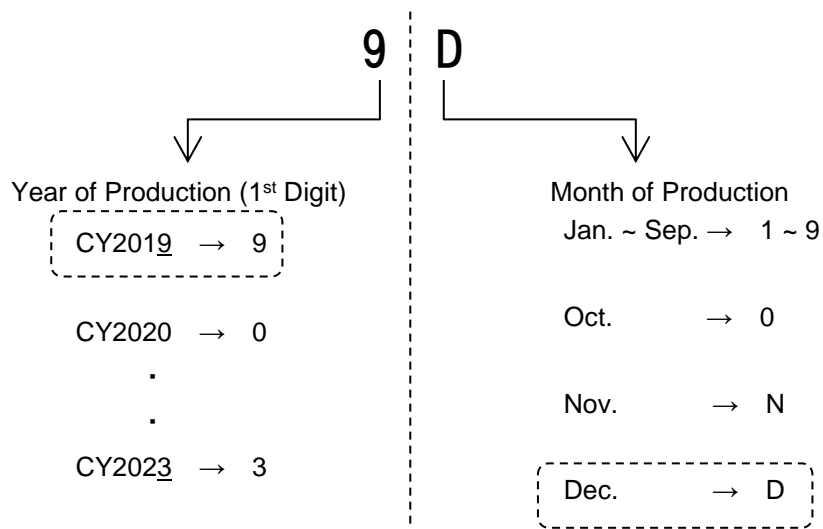 9 D
Year of Production (1st Digit)
CY2019 → 9
CY2020 → 0
.
.
CY2023 → 3
Month of Production
Jan. ~ Sep. → 1 ~ 9
Oct. → 0
Nov. → N
Dec. → D